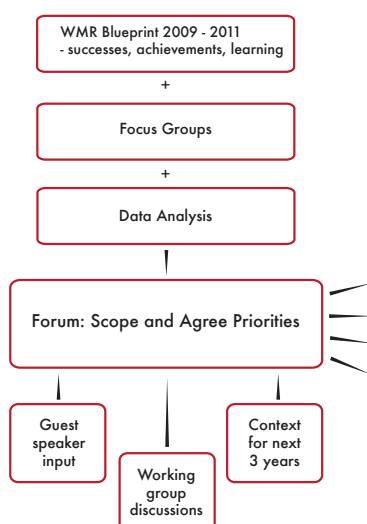 WMR Blueprint 2009 - 2011
- successes, achievements, learning
+
Focus Groups
+
Data Analysis
Forum: Scope and Agree Priorities
Guest
speaker
input
Working
group
discussions
Context
for next
3 years